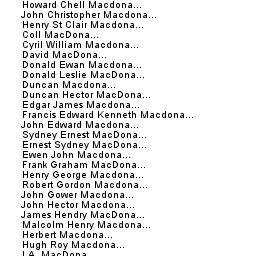 Howard Chell Macdona...
John Christopher Macdona...
Henry St Clair Macdona...
Coll MacDona...
Cyril William Macdona...
David MacDona...
Donald Ewan Macdona...
Donald Leslie MacDona...
Duncan Macdona...
Duncan Hector MacDona...
Edgar James Macdona...
Francis Edward Kenneth Macdona...
John Edward Macdona...
Sydney Ernest MacDona...
Ernest Sydney MacDona...
Ewen John Macdona...
Frank Graham MacDona...
Henry George Macdona...
Robert Gordon Macdona...
John Gower Macdona...
John Hector Macdona...
James Hendry MacDona...
Malcolm Henry Macdona...
Herbert Macdona...
Hugh Roy Macdona...
I.A. MacDona